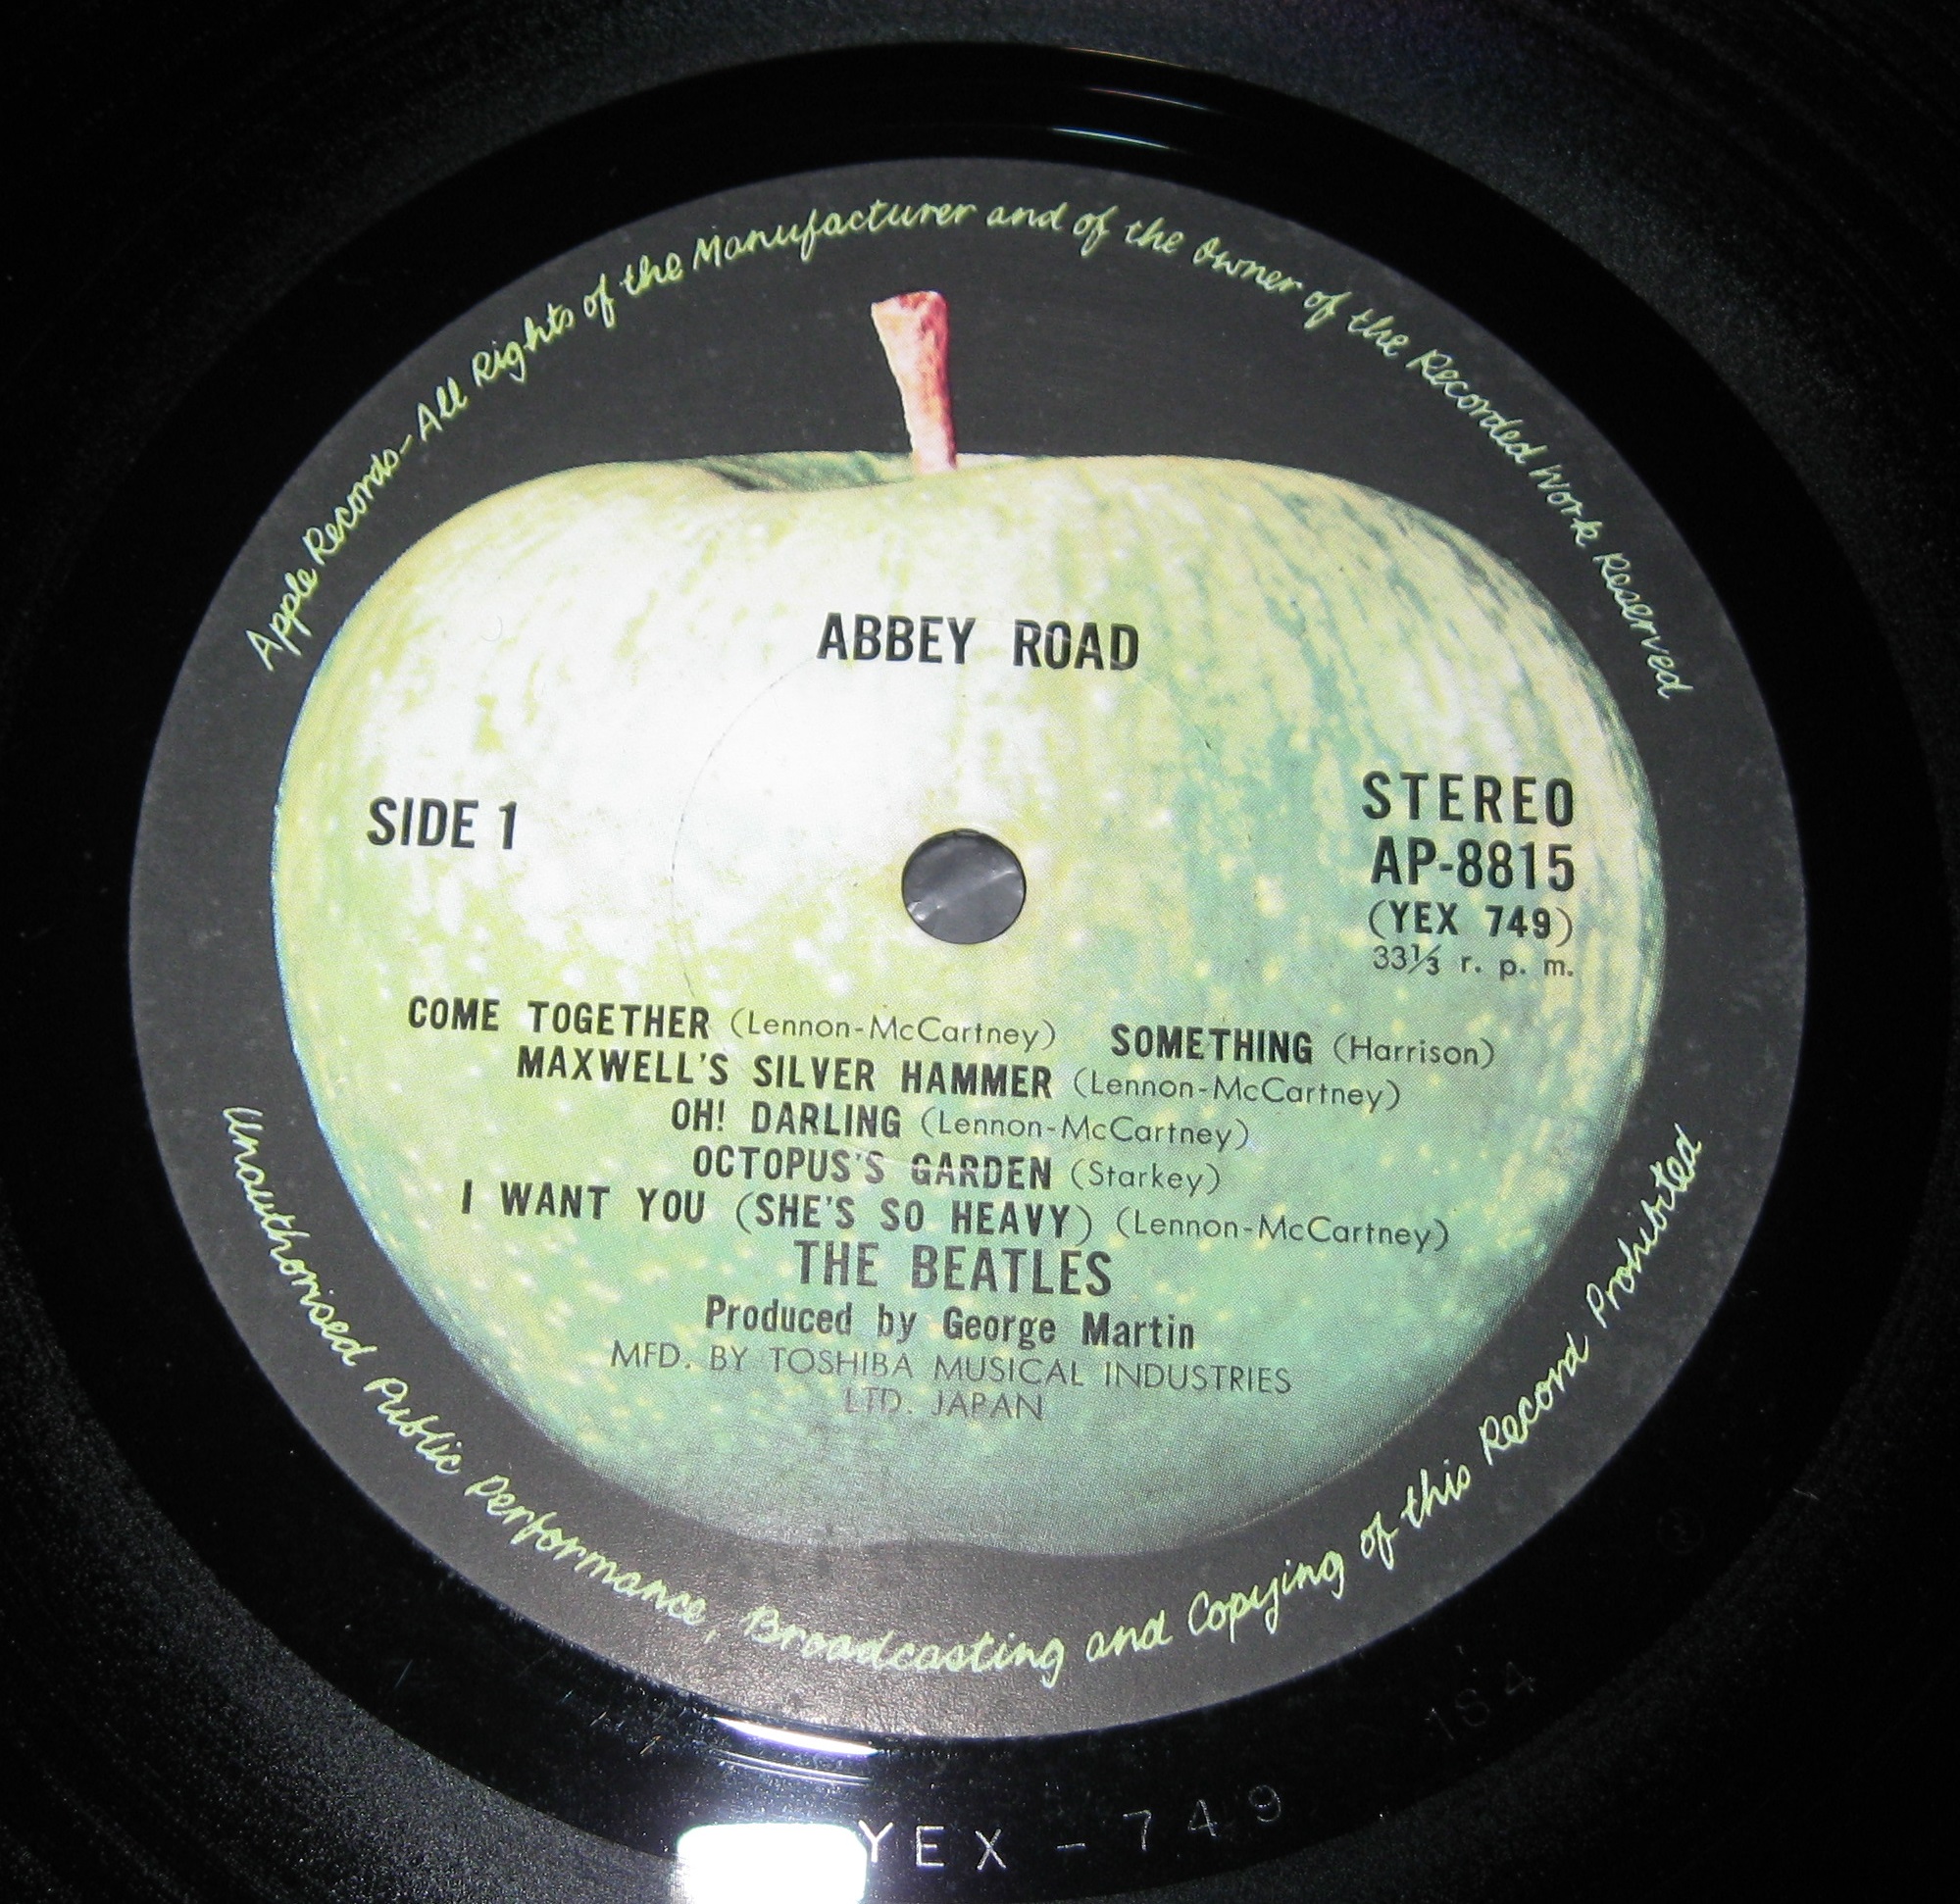 Apple Records-All Rights of the Manufacturer and of the Owner of the Recorded Work Reserved
ABBEY ROAD
SIDE 1
STEREO
AP-8815
(YEX 749)
33⅓ r. p. m.
COME TOGETHER (Lennon-McCartney) SOMETHING (Harrison)
MAXWELL'S SILVER HAMMER (Lennon-McCartney)
OH! DARLING (Lennon-McCartney)
OCTOPUS'S GARDEN (Starkey)
I WANT YOU (SHE'S SO HEAVY) (Lennon-McCartney)
THE BEATLES
Produced by George Martin
MFD. BY TOSHIBA MUSICAL INDUSTRIES
LTD. JAPAN
Unauthorised Public Performance, Broadcasting and Copying of this Record Prohibited
YEX - 749